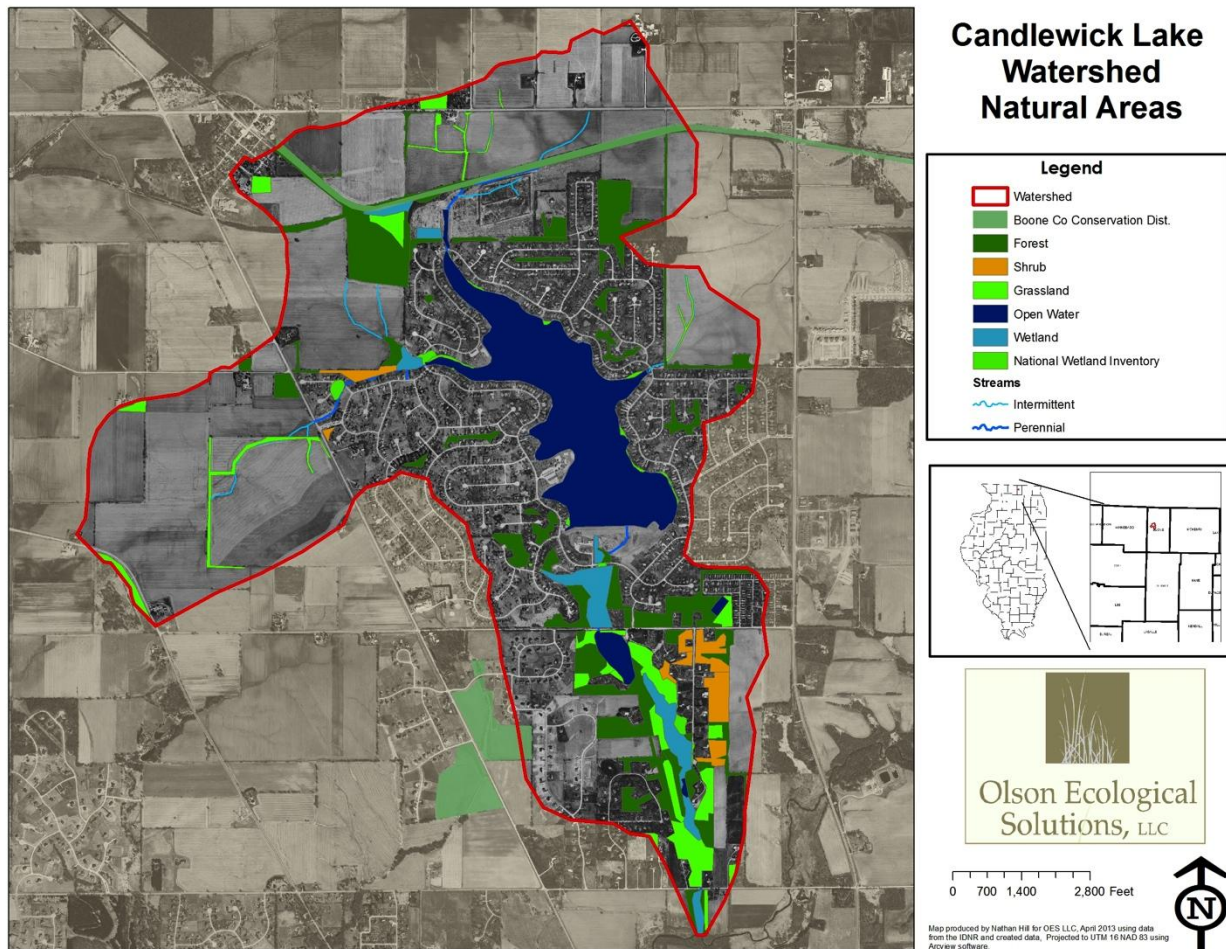 Candlewick Lake
Watershed
Natural Areas
Legend
Watershed
Boone Co Conservation Dist.
Forest
Shrub
Grassland
Open Water
Wetland
National Wetland Inventory
Streams
Intermittent
Perennial
Olson Ecological
Solutions, LLC
0 700 1,400 2,800 Feet
N
Map produced by Nathan Hill for OES LLC, April 2013 using data
from the IDNR and created data, Projected to UTM 16 NAD 83 using
Arcview software.